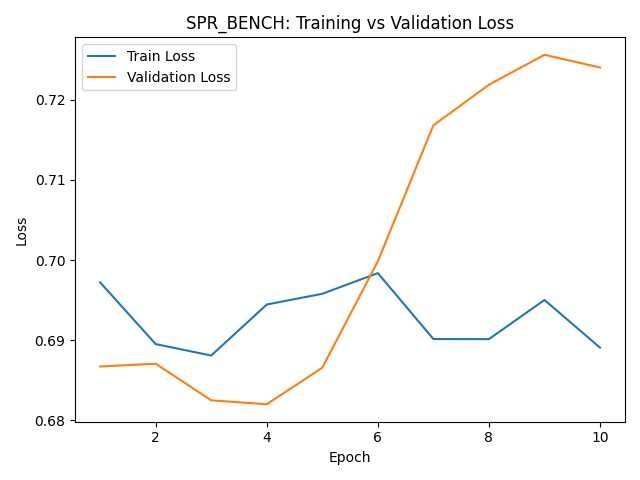 SPR_BENCH: Training vs Validation Loss
Train Loss
Validation Loss
Loss
0.72
0.71
0.70
0.69
0.68
2 4 6 8 10
Epoch